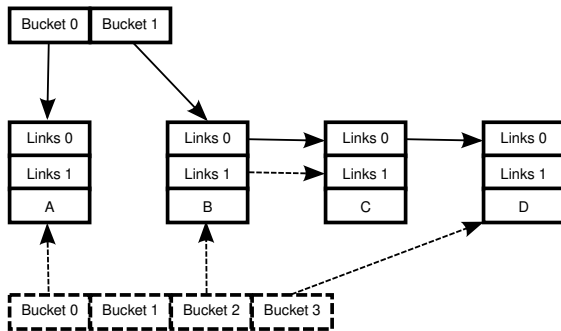 Bucket 0 Bucket 1
Links 0 Links 0 Links 0 Links 0
Links 1 Links 1 Links 1 Links 1
A B C D
Bucket 0 Bucket 1 Bucket 2 Bucket 3